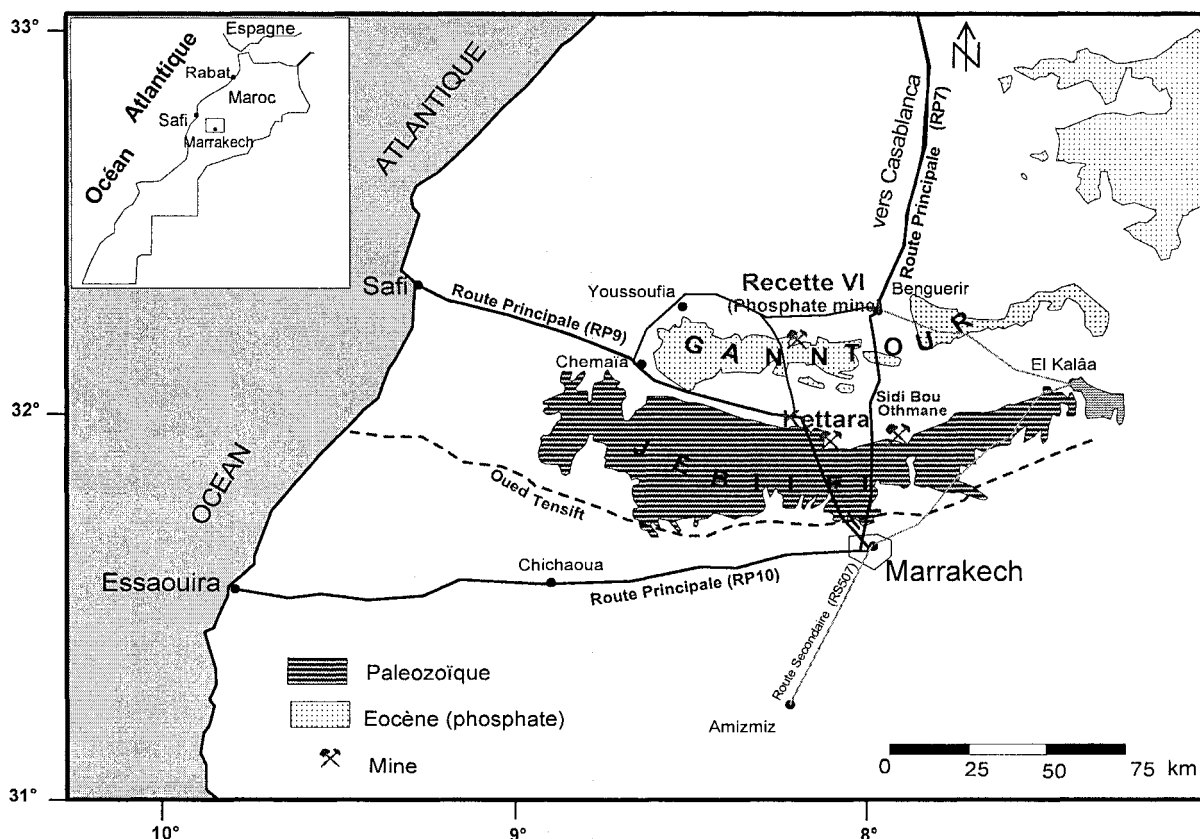 33°
Espagne
Rabat
Maroc
Safi
Marrakech
Océan Atlantique
ATLANTIQUE
OCEAN
N
vers Casablanca
Route Principale (RP7)
Safi
Route Principale (RP9)
Youssoufia
Recette VI
(Phosphate mine)
Benguerir
Chemaïa
GANNTOUR
El Kalâa
32°
Kettara
Sidi Bou
Othmane
JEBILET
Oued Tensift
Essaouira
Chichaoua
Route Principale (RP10)
Marrakech
Route Secondaire (RS507)
Amizmiz
Paleozoïque
Eocène (phosphate)
Mine
0 25 50 75 km
31°
10° 9° 8°